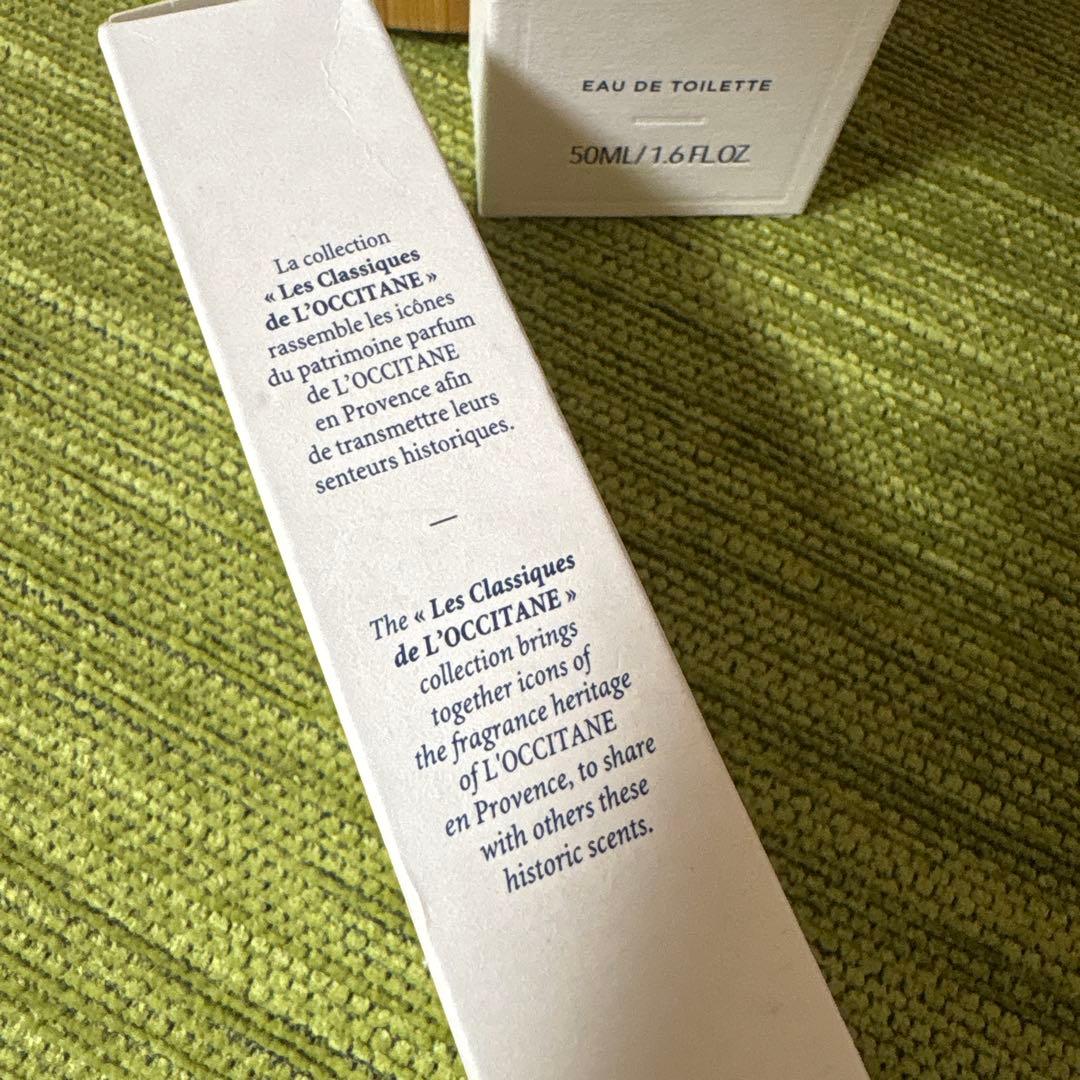 EAU DE TOILETTE
50ML/1.6 FL.OZ
La collection
« Les Classiques
de L'OCCITANE »
rassemble les icônes
du patrimoine parfum
de L'OCCITANE
en Provence afin
de transmettre leurs
senteurs historiques.
—
The « Les Classiques
de L'OCCITANE »
collection brings
together icons of
the fragrance heritage
of L'OCCITANE
en Provence, to share
with others these
historic scents.